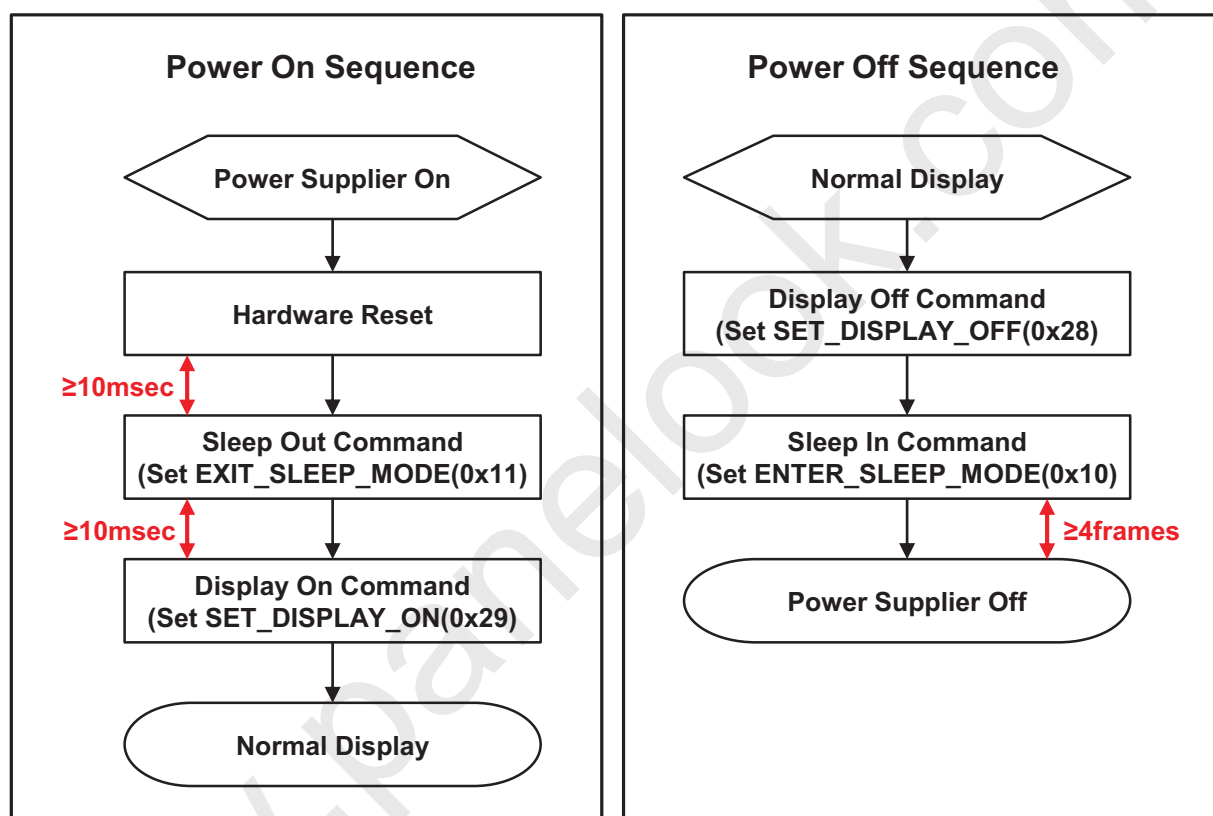 Power On Sequence
Power Supplier On
Hardware Reset
≥10msec
Sleep Out Command
(Set EXIT_SLEEP_MODE(0x11)
≥10msec
Display On Command
(Set SET_DISPLAY_ON(0x29)
Normal Display
Power Off Sequence
Normal Display
Display Off Command
(Set SET_DISPLAY_OFF(0x28)
Sleep In Command
(Set ENTER_SLEEP_MODE(0x10)
≥4frames
Power Supplier Off
.panelook.com